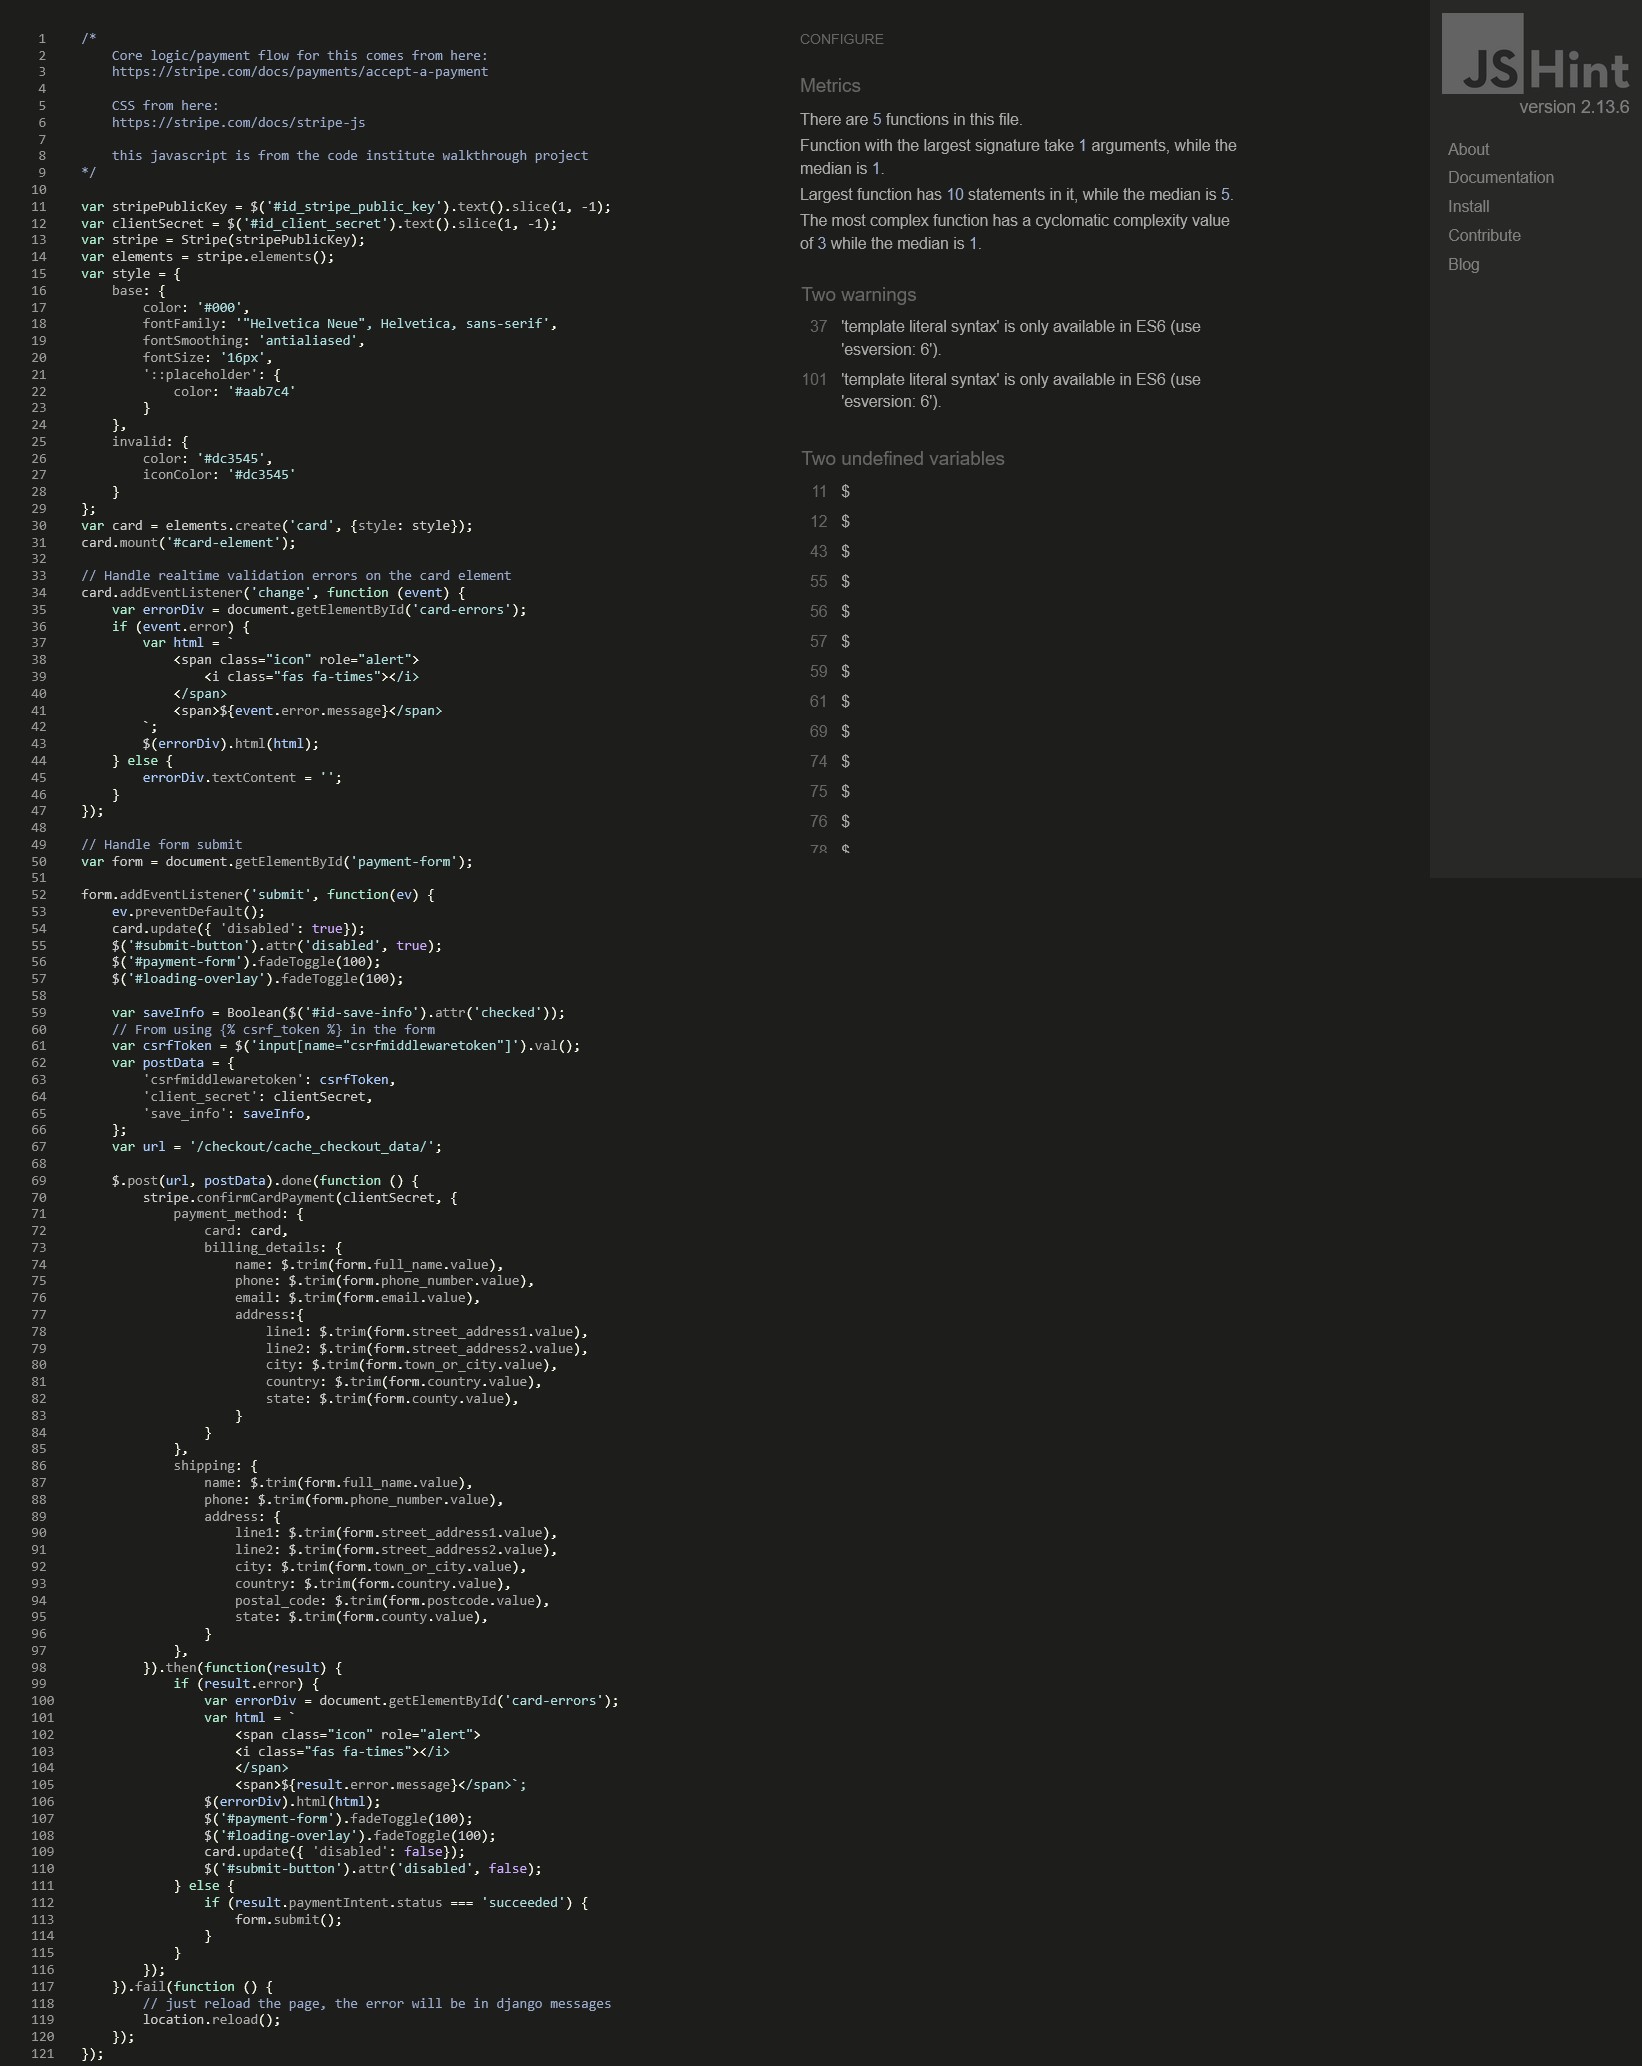 1 /*
2 Core logic/payment flow for this comes from here:
3 https://stripe.com/docs/payments/accept-a-payment
4
5 CSS from here:
6 https://stripe.com/docs/stripe-js
7
8 this javascript is from the code institute walkthrough project
9 */
10
11 var stripePublicKey = $('#id_stripe_public_key').text().slice(1, -1);
12 var clientSecret = $('#id_client_secret').text().slice(1, -1);
13 var stripe = Stripe(stripePublicKey);
14 var elements = stripe.elements();
15 var style = {
16 base: {
17 color: '#000',
18 fontFamily: '"Helvetica Neue", Helvetica, sans-serif',
19 fontSmoothing: 'antialiased',
20 fontSize: '16px',
21 '::placeholder': {
22 color: '#aab7c4'
23 }
24 },
25 invalid: {
26 color: '#dc3545',
27 iconColor: '#dc3545'
28 }
29 };
30 var card = elements.create('card', {style: style});
31 card.mount('#card-element');
32
33 // Handle realtime validation errors on the card element
34 card.addEventListener('change', function (event) {
35 var errorDiv = document.getElementById('card-errors');
36 if (event.error) {
37 var html = `
38 <span class="icon" role="alert">
39 <i class="fas fa-times"></i>
40 </span>
41 <span>${event.error.message}</span>
42 `;
43 $(errorDiv).html(html);
44 } else {
45 errorDiv.textContent = '';
46 }
47 });
48
49 // Handle form submit
50 var form = document.getElementById('payment-form');
51
52 form.addEventListener('submit', function(ev) {
53 ev.preventDefault();
54 card.update({ 'disabled': true});
55 $('#submit-button').attr('disabled', true);
56 $('#payment-form').fadeToggle(100);
57 $('#loading-overlay').fadeToggle(100);
58
59 var saveInfo = Boolean($('#id-save-info').attr('checked'));
60 // From using {% csrf_token %} in the form
61 var csrfToken = $('input[name="csrfmiddlewaretoken"]').val();
62 var postData = {
63 'csrfmiddlewaretoken': csrfToken,
64 'client_secret': clientSecret,
65 'save_info': saveInfo,
66 };
67 var url = '/checkout/cache_checkout_data/';
68
69 $.post(url, postData).done(function () {
70 stripe.confirmCardPayment(clientSecret, {
71 payment_method: {
72 card: card,
73 billing_details: {
74 name: $.trim(form.full_name.value),
75 phone: $.trim(form.phone_number.value),
76 email: $.trim(form.email.value),
77 address:{
78 line1: $.trim(form.street_address1.value),
79 line2: $.trim(form.street_address2.value),
80 city: $.trim(form.town_or_city.value),
81 country: $.trim(form.country.value),
82 state: $.trim(form.county.value),
83 }
84 }
85 },
86 shipping: {
87 name: $.trim(form.full_name.value),
88 phone: $.trim(form.phone_number.value),
89 address: {
90 line1: $.trim(form.street_address1.value),
91 line2: $.trim(form.street_address2.value),
92 city: $.trim(form.town_or_city.value),
93 country: $.trim(form.country.value),
94 postal_code: $.trim(form.postcode.value),
95 state: $.trim(form.county.value),
96 }
97 },
98 }).then(function(result) {
99 if (result.error) {
100 var errorDiv = document.getElementById('card-errors');
101 var html = `
102 <span class="icon" role="alert">
103 <i class="fas fa-times"></i>
104 </span>
105 <span>${result.error.message}</span>`;
106 $(errorDiv).html(html);
107 $('#payment-form').fadeToggle(100);
108 $('#loading-overlay').fadeToggle(100);
109 card.update({ 'disabled': false});
110 $('#submit-button').attr('disabled', false);
111 } else {
112 if (result.paymentIntent.status === 'succeeded') {
113 form.submit();
114 }
115 }
116 });
117 }).fail(function () {
118 // just reload the page, the error will be in django messages
119 location.reload();
120 });
121 });
CONFIGURE
Metrics
There are 5 functions in this file.
Function with the largest signature take 1 arguments, while the
median is 1.
Largest function has 10 statements in it, while the median is 5.
The most complex function has a cyclomatic complexity value
of 3 while the median is 1.
Two warnings
37 'template literal syntax' is only available in ES6 (use
'esversion: 6').
101 'template literal syntax' is only available in ES6 (use
'esversion: 6').
Two undefined variables
11 $
12 $
43 $
55 $
56 $
57 $
59 $
61 $
69 $
74 $
75 $
76 $
78 $
JSHint
version 2.13.6
About
Documentation
Install
Contribute
Blog